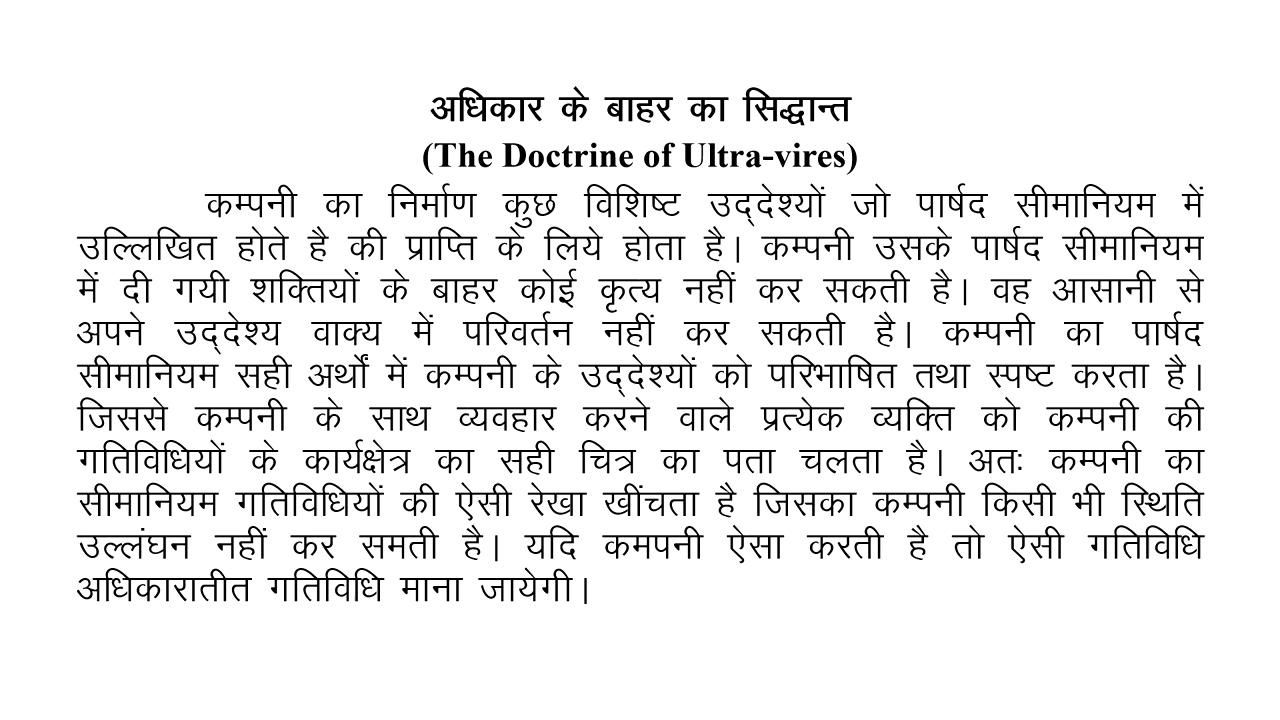 अधिकार के बाहर का सिद्धान्त
(The Doctrine of Ultra-vires)
कम्पनी का निर्माण कुछ विशिष्ट उद्‌देश्यों जो पार्षद सीमानियम में
उल्लिखित होते है की प्राप्ति के लिये होता है। कम्पनी उसके पार्षद सीमानियम
में दी गयी शक्तियों के बाहर कोई कृत्य नहीं कर सकती है। वह आसानी से
अपने उद्‌देश्य वाक्य में परिवर्तन नहीं कर सकती है। कम्पनी का पार्षद
सीमानियम सही अर्थों में कम्पनी के उद्‌देश्यों को परिभाषित तथा स्पष्ट करता है।
जिससे कम्पनी के साथ व्यवहार करने वाले प्रत्येक व्यक्ति को कम्पनी की
गतिविधियों के कार्यक्षेत्र का सही चित्र का पता चलता है। अतः कम्पनी का
सीमानियम गतिविधियों की ऐसी रेखा खींचता है जिसका कम्पनी किसी भी स्थिति
उल्लंघन नहीं कर समती है। यदि कमपनी ऐसा करती है तो ऐसी गतिविधि
अधिकारातीत गतिविधि माना जायेगी।